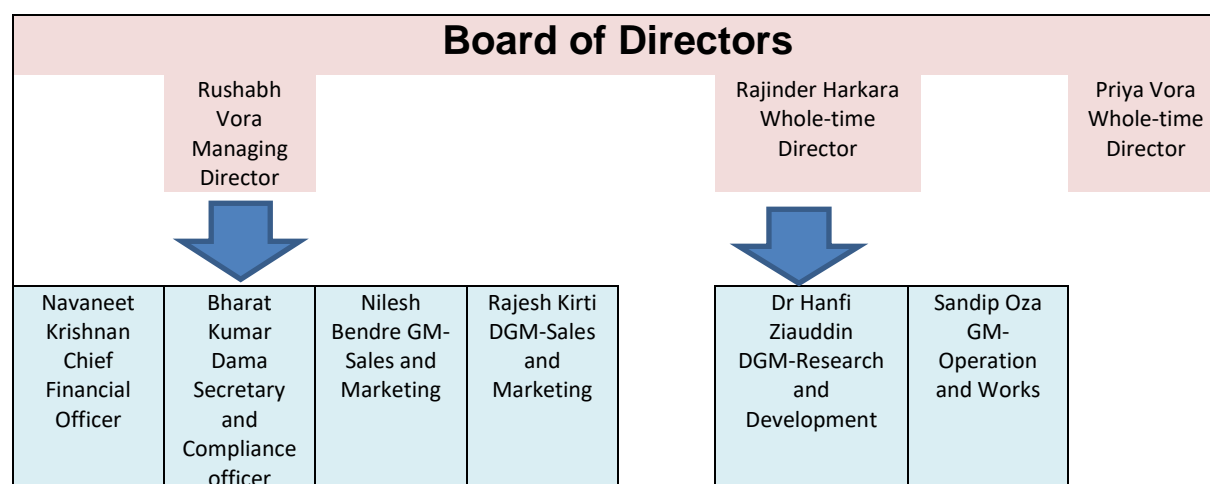 Board of Directors
Rushabh
Vora
Managing
Director
Rajinder Harkara
Whole-time
Director
Priya Vora
Whole-time
Director
Navaneet
Krishnan
Chief
Financial
Officer
Bharat
Kumar
Dama
Secretary
and
Compliance
officer
Nilesh
Bendre GM-
Sales and
Marketing
Rajesh Kirti
DGM-Sales
and
Marketing
Dr Hanfi
Ziauddin
DGM-Research
and
Development
Sandip Oza
GM-
Operation
and Works